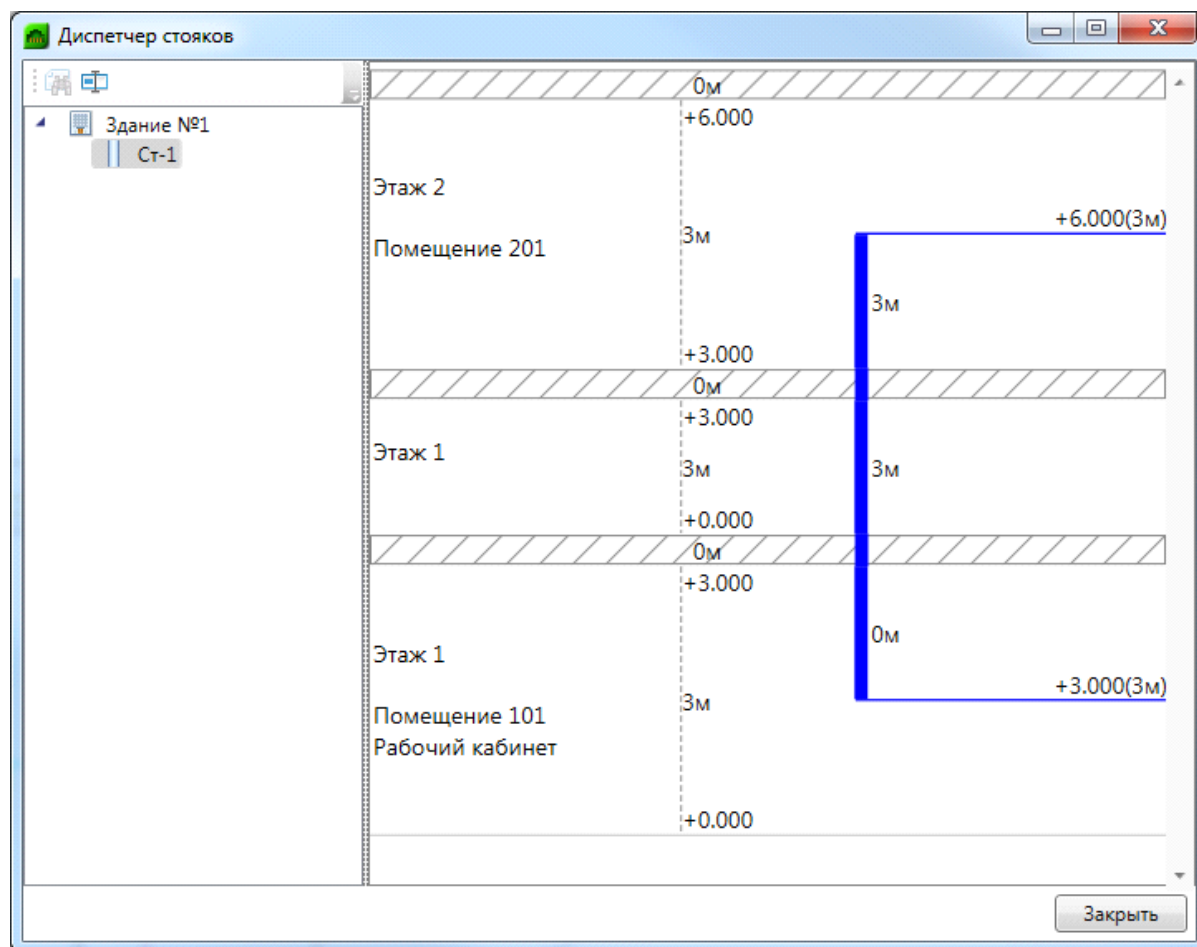 Диспетчер стояков
Здание №1
Ст-1
0м
+6.000
Этаж 2
+6.000(3м)
3м
Помещение 201
3м
+3.000
0м
+3.000
Этаж 1
3м
3м
+0.000
0м
+3.000
0м
Этаж 1
+3.000(3м)
3м
Помещение 101
Рабочий кабинет
+0.000
Закрыть